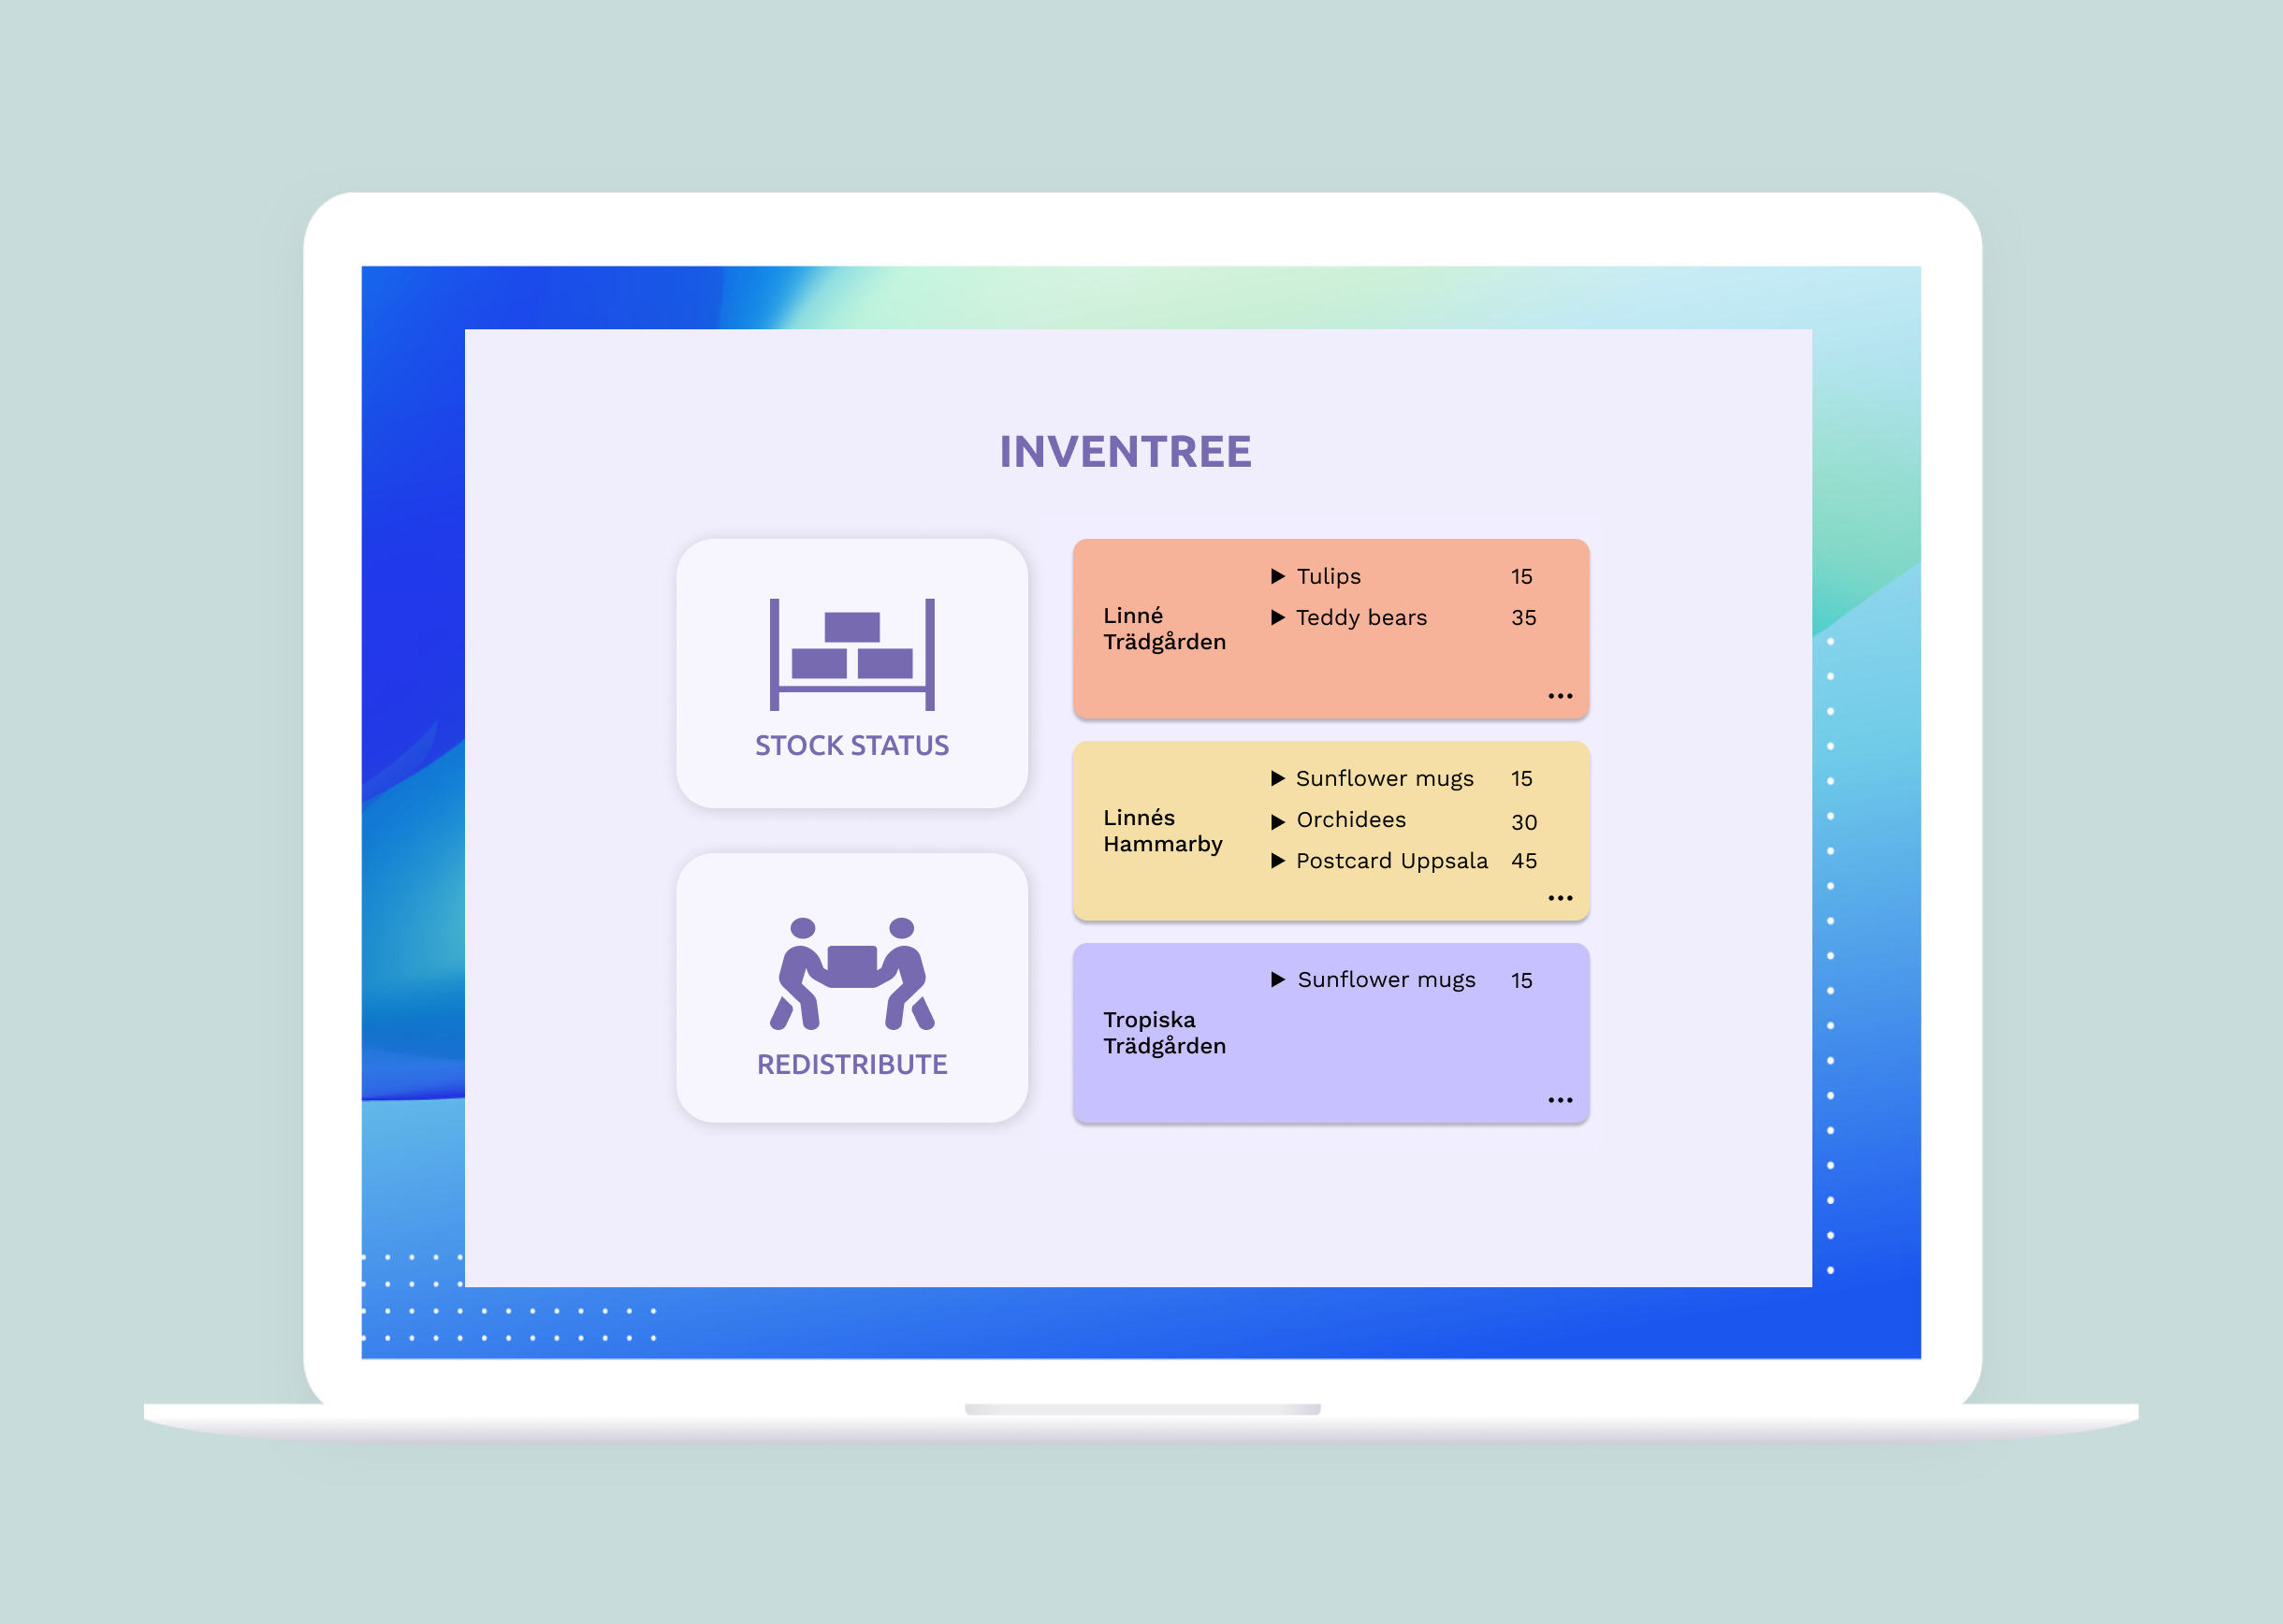 INVENTREE
STOCK STATUS
REDISTRIBUTE
Linné
Trädgården
Tulips 15
Teddy bears 35
...
Linnés
Hammarby
Sunflower mugs 15
Orchidees 30
Postcard Uppsala 45
...
Tropiska
Trädgården
Sunflower mugs 15
...